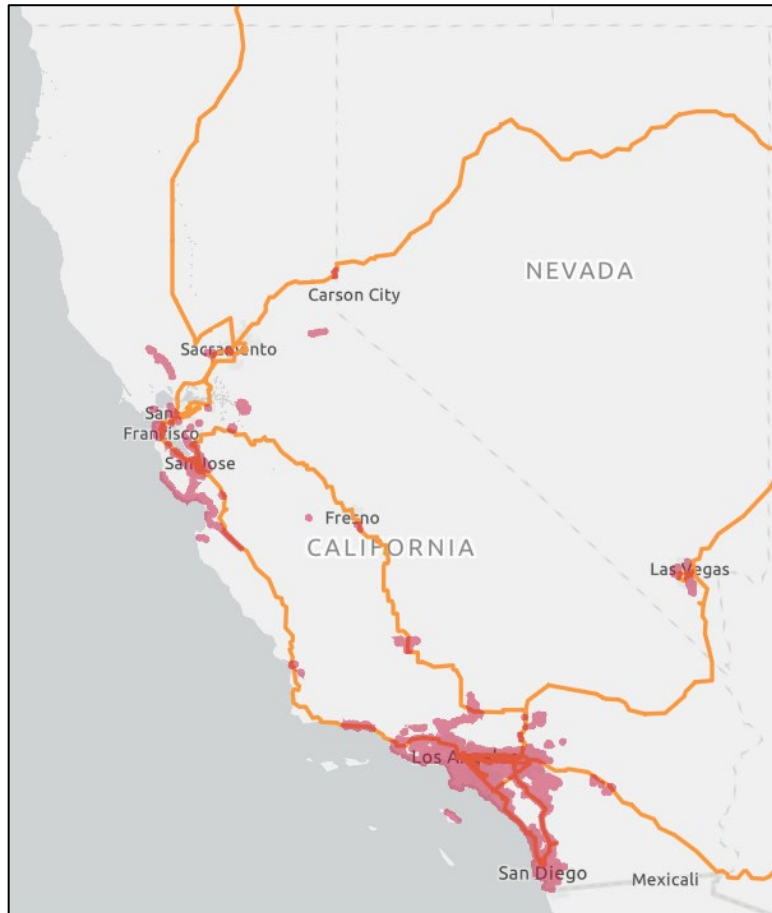 NEVADA
Carson City
Sacramento
San
Francisco
San Jose
Fresno
CALIFORNIA
Las Vegas
Los Angeles
San Diego
Mexicali